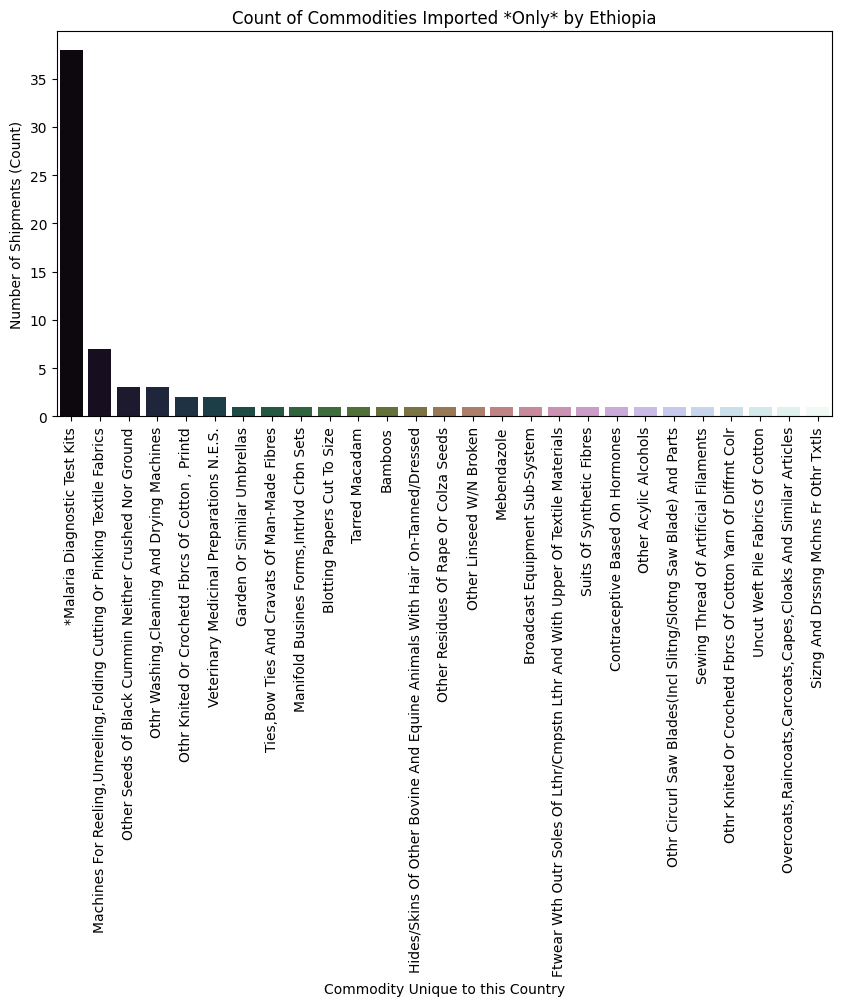 Count of Commodities Imported *Only* by Ethiopia
Number of Shipments (Count)
35
30
25
20
15
10
5
0
*Malaria Diagnostic Test Kits
Machines For Reeling,Unreeling,Folding Cutting Or Pinking Textile Fabrics
Other Seeds Of Black Cummin Neither Crushed Nor Ground
Othr Washing,Cleaning And Drying Machines
Othr Knited Or Crochetd Fbrcs Of Cotton , Printd
Veterinary Medicinal Preparations N.E.S.
Garden Or Similar Umbrellas
Ties,Bow Ties And Cravats Of Man-Made Fibres
Manifold Busines Forms,Intrlvd Crbn Sets
Blotting Papers Cut To Size
Tarred Macadam
Bamboos
Hides/Skins Of Other Bovine And Equine Animals With Hair On-Tanned/Dressed
Other Residues Of Rape Or Colza Seeds
Other Linseed W/N Broken
Mebendazole
Broadcast Equipment Sub-System
Ftwear Wth Outr Soles Of Lthr/Cmpstn Lthr And With Upper Of Textile Materials
Suits Of Synthetic Fibres
Contraceptive Based On Hormones
Other Acylic Alcohols
Othr Circurl Saw Blades(Incl Slitng/Slotng Saw Blade) And Parts
Sewing Thread Of Artificial Filaments
Othr Knited Or Crochetd Fbrcs Of Cotton Yarn Of Diffrnt Colr
Uncut Weft Pile Fabrics Of Cotton
Overcoats,Raincoats,Carcoats,Capes,Cloaks And Similar Articles
Sizng And Drssng Mchns Fr Othr Txtls
Commodity Unique to this Country